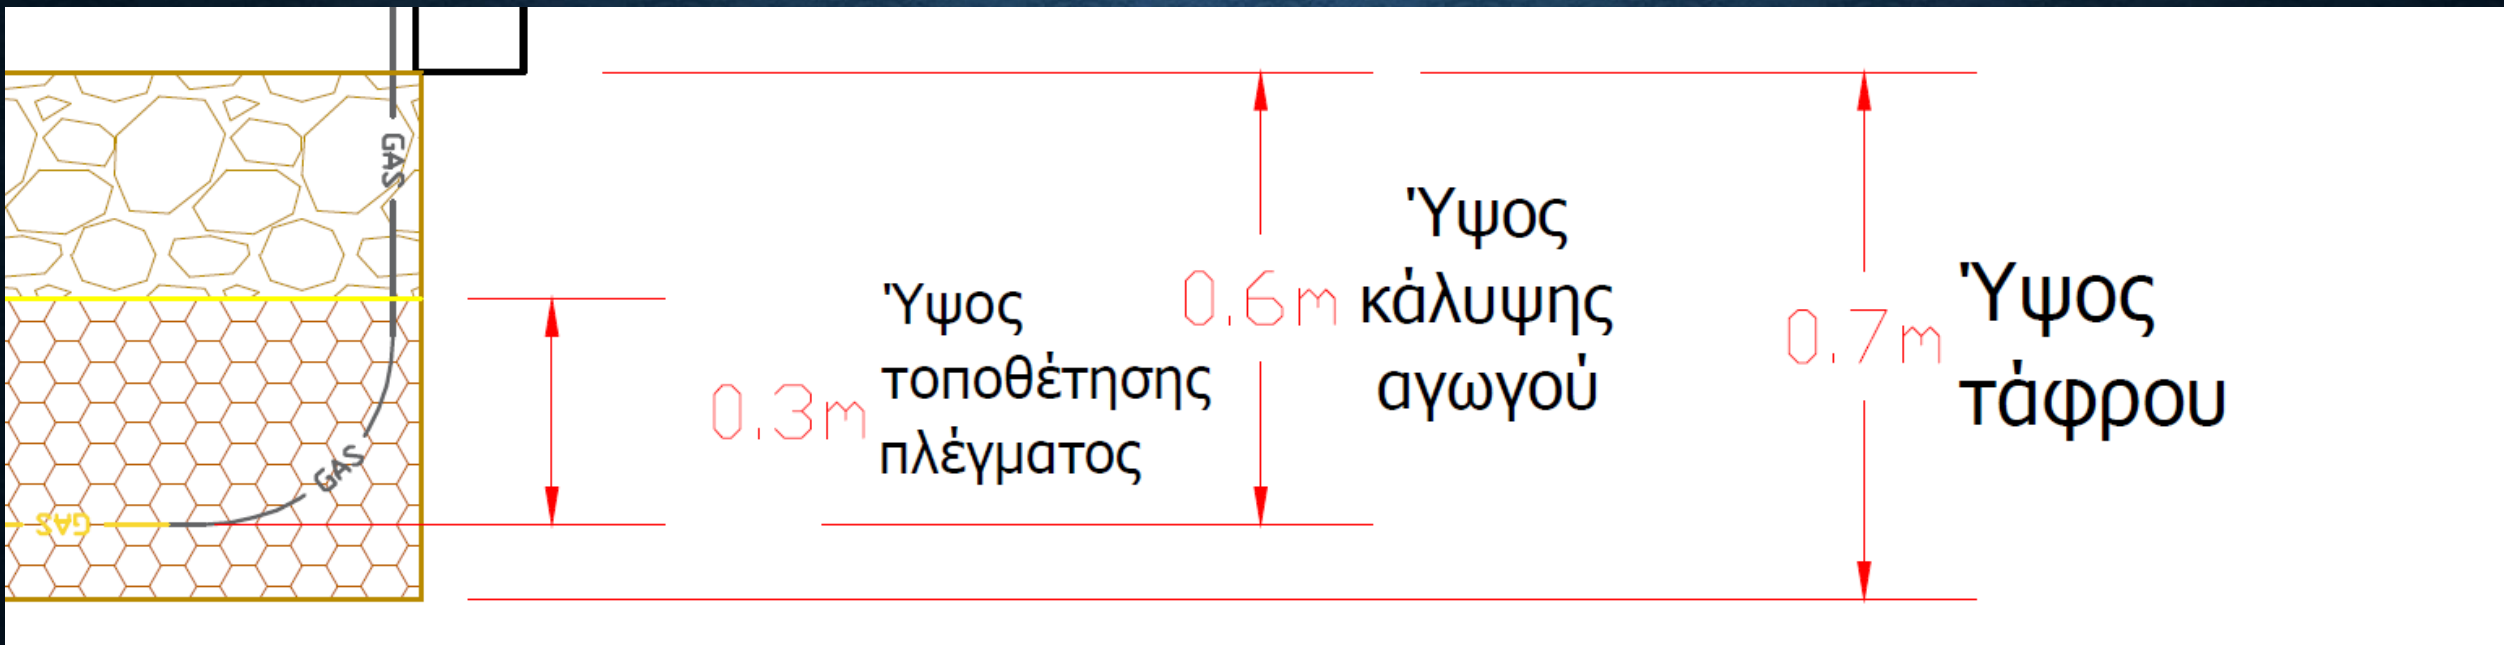 GAS
GAS
GAS
0.3m
Ύψος
τοποθέτησης
πλέγματος
0.6m
Ύψος
κάλυψης
αγωγού
0.7m
Ύψος
τάφρου